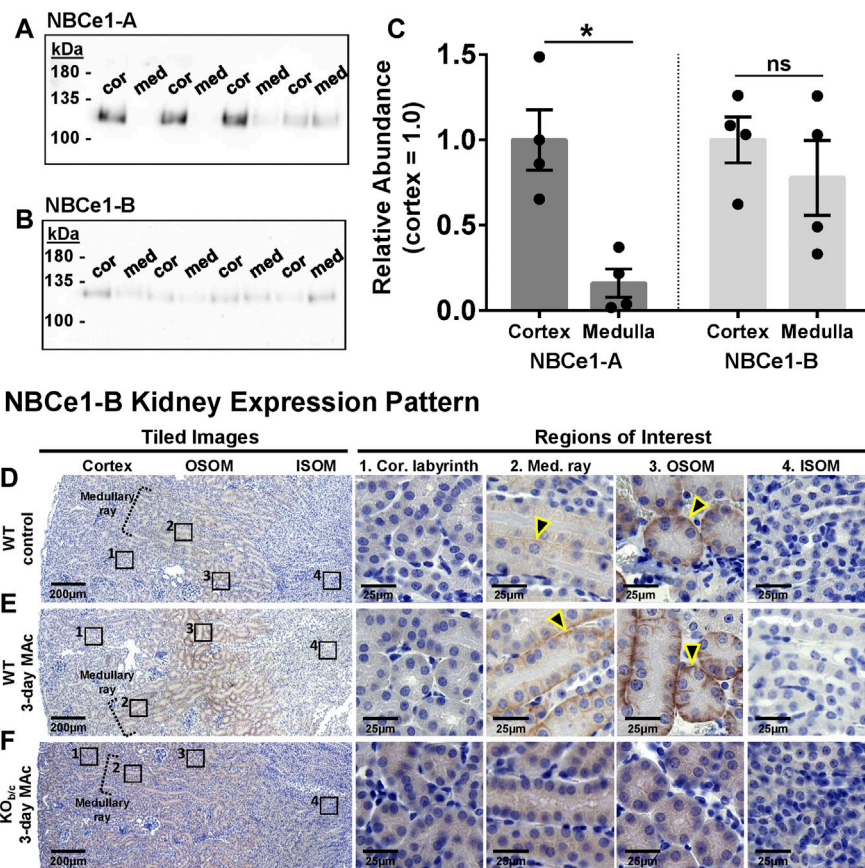 A
NBCe1-A
kDa
cor med cor med cor med cor med
180 -
135 -
100 -
B
NBCe1-B
kDa
cor med cor med cor med cor med
180 -
135 -
100 -
C
Relative Abundance
(cortex = 1.0)
1.5
1.0
0.5
0.0
*
ns
Cortex Medulla Cortex Medulla
NBCe1-A NBCe1-B
NBCe1-B Kidney Expression Pattern
Tiled Images Regions of Interest
Cortex OSOM ISOM 1. Cor. labyrinth 2. Med. ray 3. OSOM 4. ISOM
D
WT
control
Medullary
ray
1
2
3
4
200µm 25µm 25µm 25µm 25µm
E
WT
3-day MAc
1
3
4
Medullary
ray
2
200µm 25µm 25µm 25µm 25µm
F
KOb/c
3-day MAc
1
2
3
4
Medullary
ray
200µm 25µm 25µm 25µm 25µm